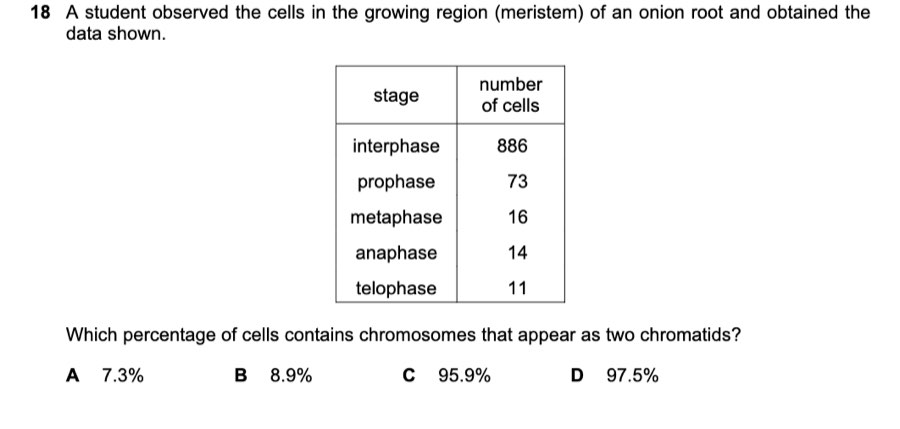 18 A student observed the cells in the growing region (meristem) of an onion root and obtained the
data shown.
stage number
of cells
interphase 886
prophase 73
metaphase 16
anaphase 14
telophase 11
Which percentage of cells contains chromosomes that appear as two chromatids?
A 7.3% B 8.9% C 95.9% D 97.5%